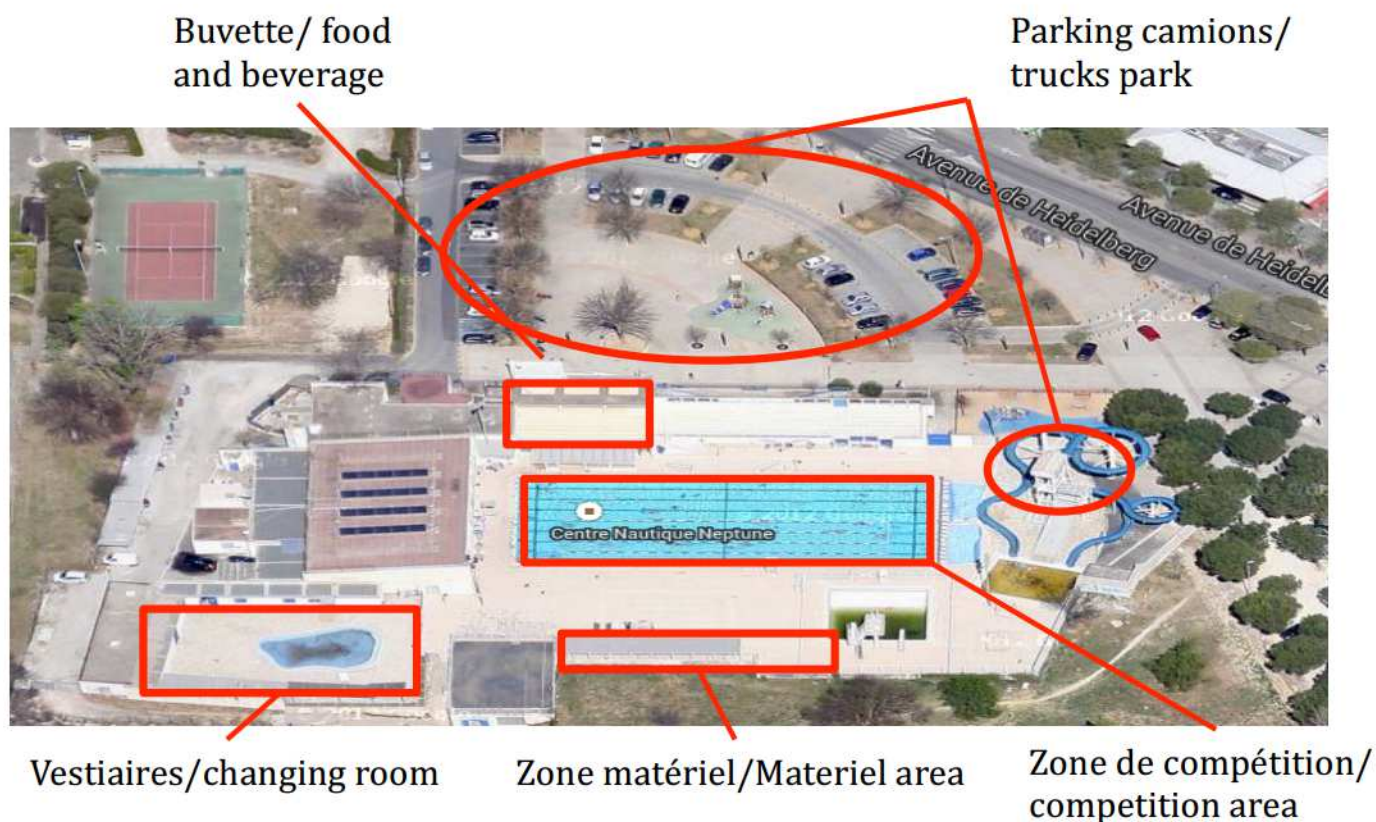 Buvette/ food
and beverage
Parking camions/
trucks park
Avenue de Heidelberg
Avenue de Heidel
Centre Nautique Neptune
Vestiaires/changing room
Zone matériel/Materiel area
Zone de compétition/
competition area